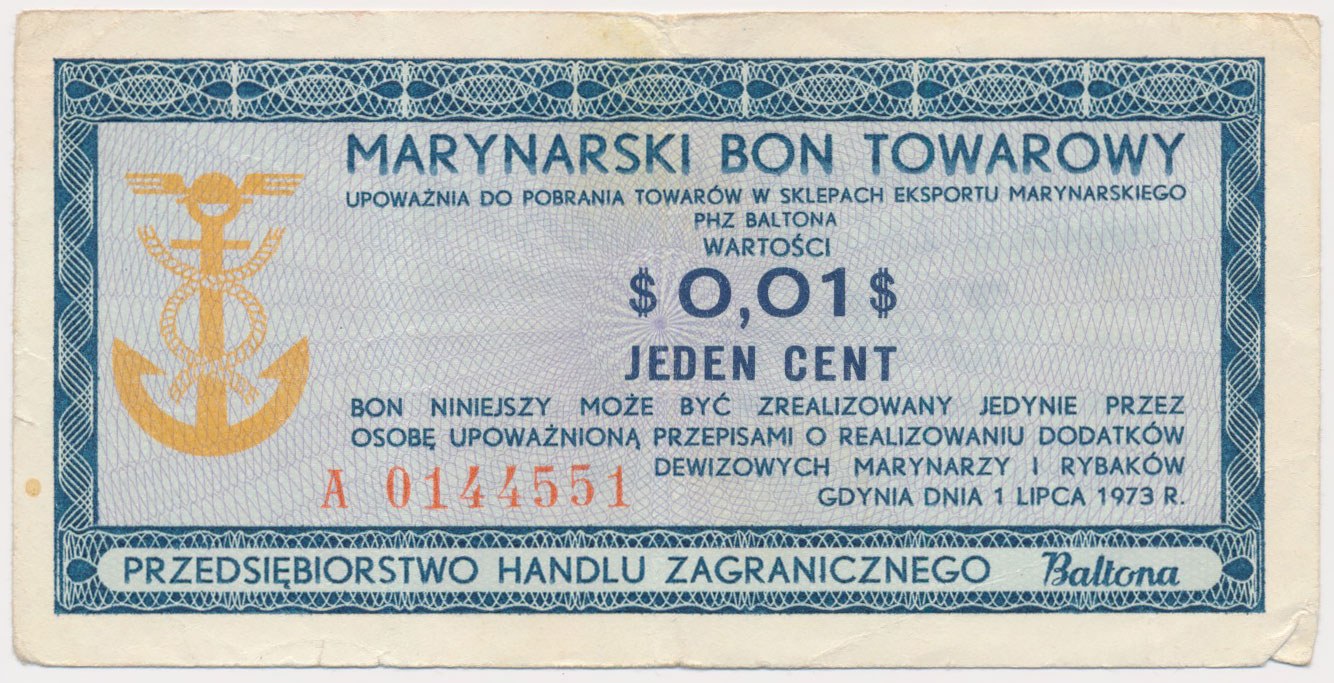 MARYNARSKI BON TOWAROWY
UPOWAŻNIA DO POBRANIA TOWARÓW W SKLEPACH EKSPORTU MARYNARSKIEGO
PHZ BALTONA
WARTOŚCI
$ 0,01 $
JEDEN CENT
BON NINIEJSZY MOŻE BYĆ ZREALIZOWANY JEDYNIE PRZEZ
OSOBĘ UPOWAŻNIONĄ PRZEPISAMI O REALIZOWANIU DODATKÓW
DEWIZOWYCH MARYNARZY I RYBAKÓW
A 0144551
GDYNIA DNIA 1 LIPCA 1973 R.
PRZEDSIĘBIORSTWO HANDLU ZAGRANICZNEGO Baltona